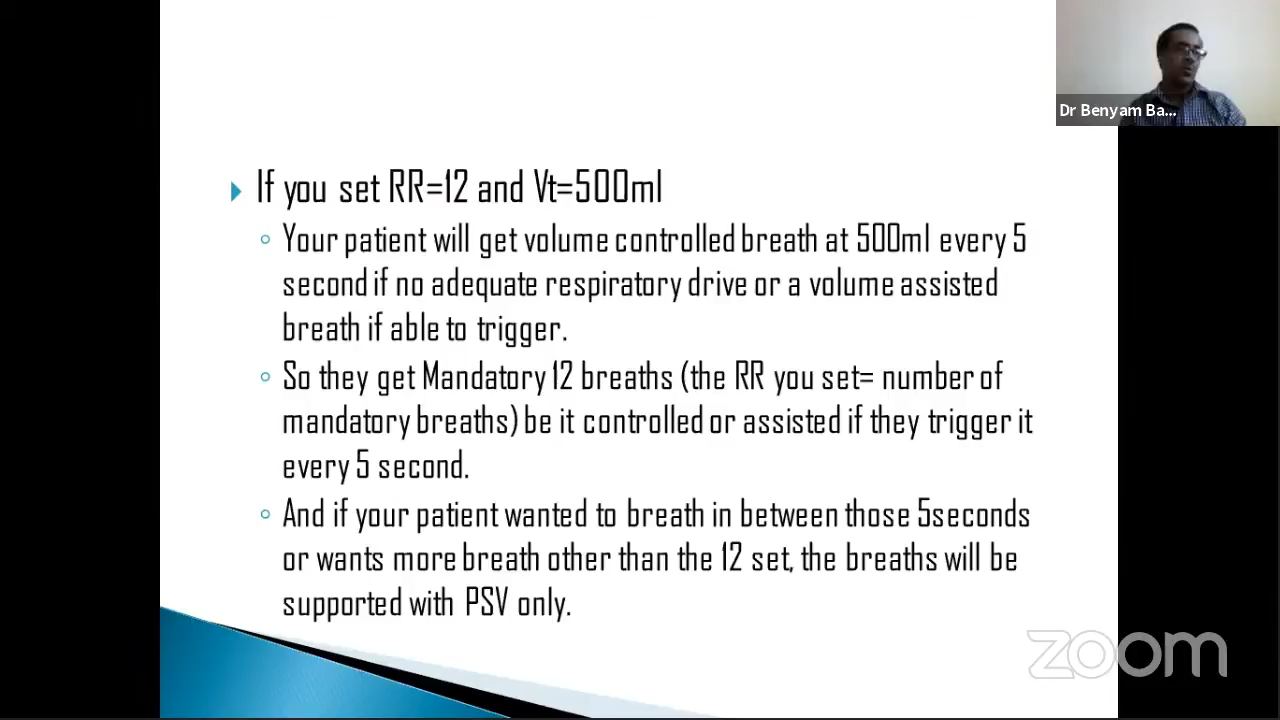 Dr Benyam Ba...
If you set RR=12 and Vt=500ml
Your patient will get volume controlled breath at 500ml every 5
second if no adequate respiratory drive or a volume assisted
breath if able to trigger.
So they get Mandatory 12 breaths (the RR you set= number of
mandatory breaths) be it controlled or assisted if they trigger it
every 5 second.
And if your patient wanted to breath in between those 5seconds
or wants more breath other than the 12 set, the breaths will be
supported with PSV only.
zoom